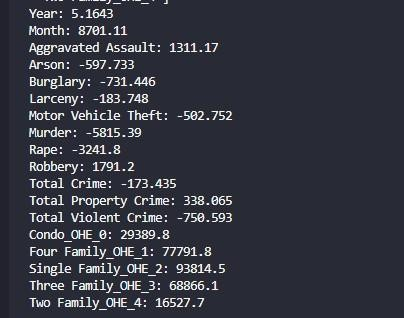 Year: 5.1643
Month: 8701.11
Aggravated Assault: 1311.17
Arson: -597.733
Burglary: -731.446
Larceny: -183.748
Motor Vehicle Theft: -502.752
Murder: -5815.39
Rape: -3241.8
Robbery: 1791.2
Total Crime: -173.435
Total Property Crime: 338.065
Total Violent Crime: -750.593
Condo_OHE_0: 29389.8
Four Family_OHE_1: 77791.8
Single Family_OHE_2: 93814.5
Three Family_OHE_3: 68866.1
Two Family_OHE_4: 16527.7